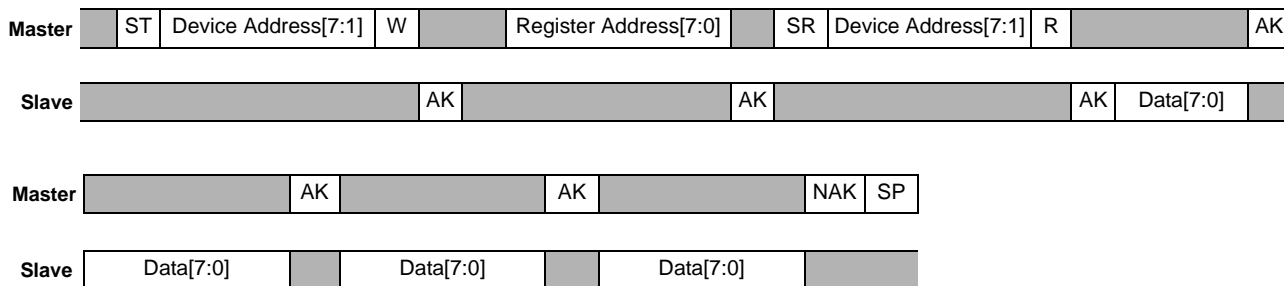 Master ST Device Address[7:1] W Register Address[7:0] SR Device Address[7:1] R AK
Slave AK AK AK Data[7:0]
Master AK AK NAK SP
Slave Data[7:0] Data[7:0] Data[7:0]